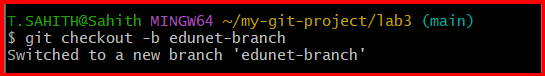 T.SAHITH@Sahith MINGW64 ~/my-git-project/lab3 (main)
$ git checkout -b edunet-branch
Switched to a new branch 'edunet-branch'